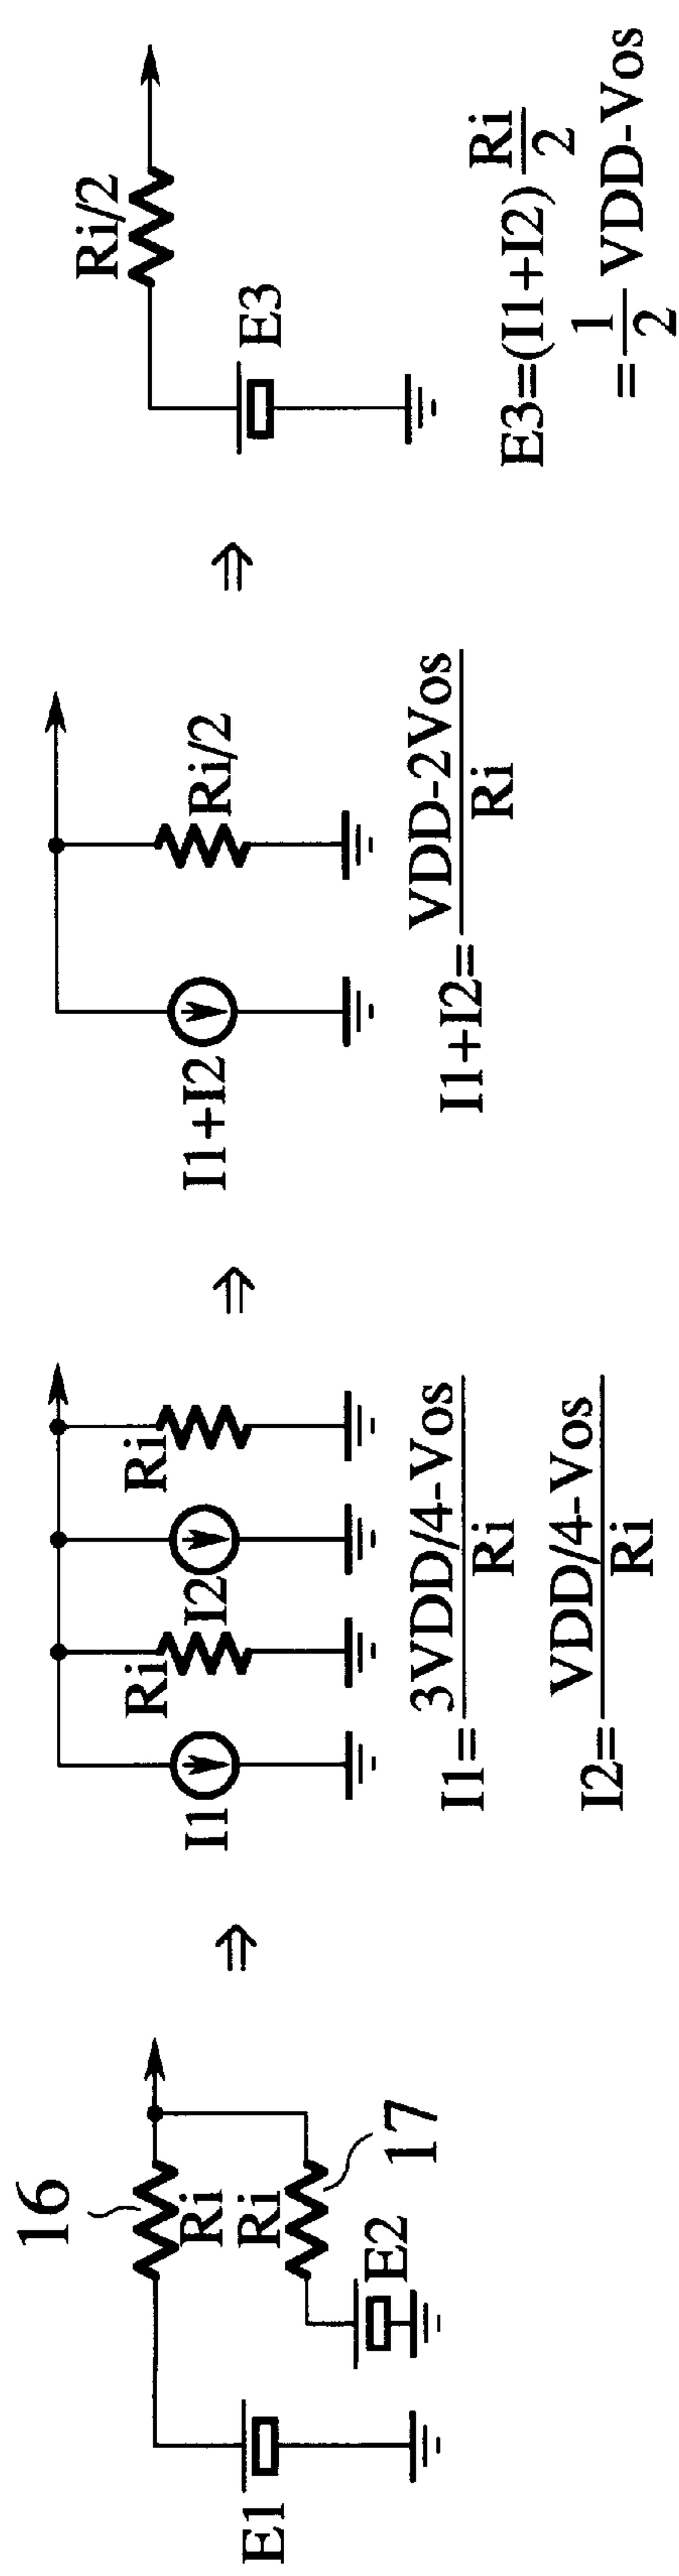 16
Ri
Ri
17
E1
E2
⇒
I1
Ri
I2
Ri
I1=3VDD/4-Vos/Ri
I2=VDD/4-Vos/Ri
⇒
I1+I2
Ri/2
I1+I2=VDD-2Vos/Ri
⇒
Ri/2
E3
E3=(I1+I2)Ri/2
=1/2 VDD-Vos